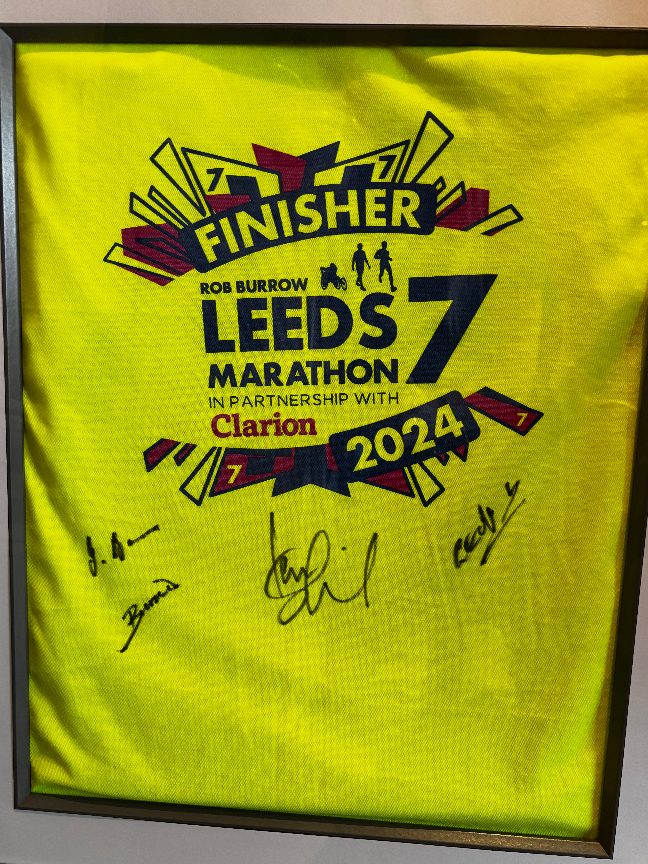 7 7
FINISHER
ROB BURROW
LEEDS 7
MARATHON
IN PARTNERSHIP WITH
Clarion
2024
7
7